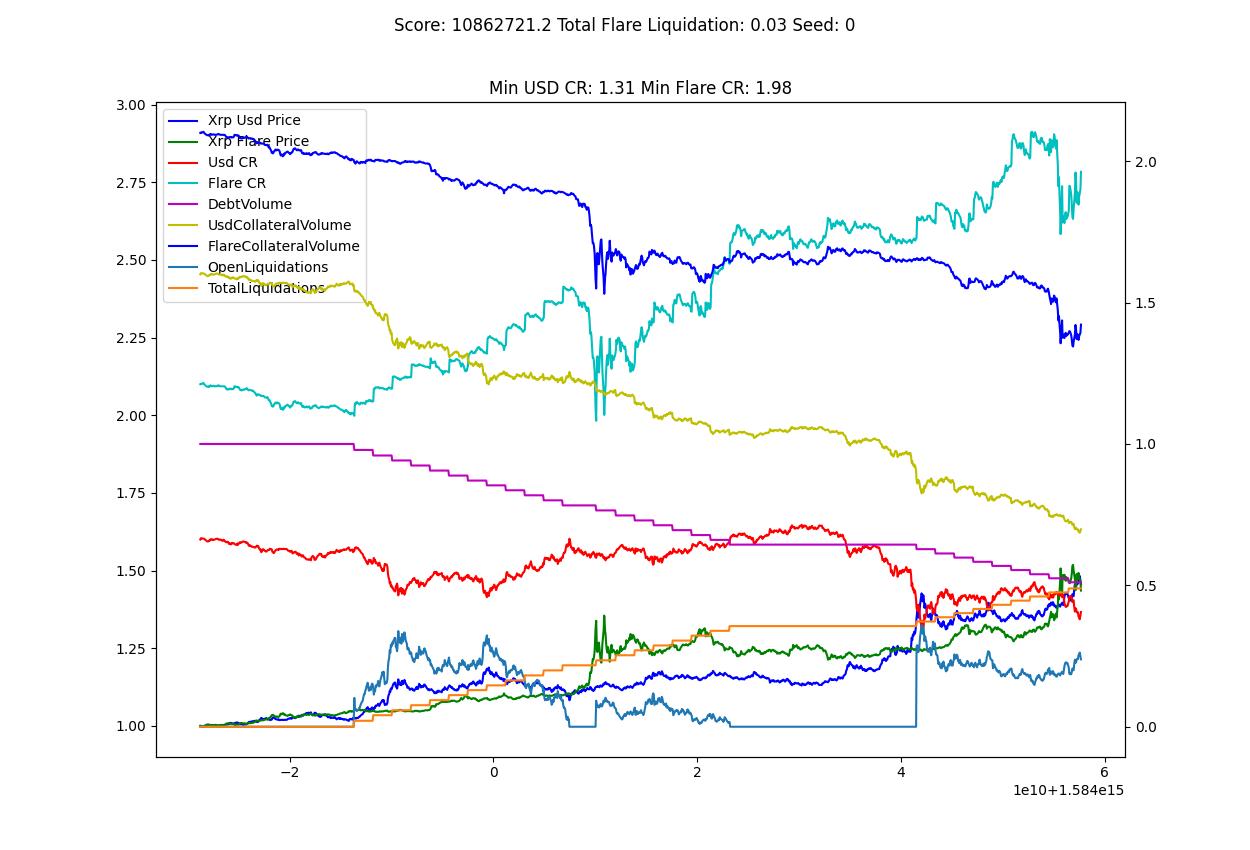 Score: 10862721.2 Total Flare Liquidation: 0.03 Seed: 0
Min USD CR: 1.31 Min Flare CR: 1.98
Xrp Usd Price
Xrp Flare Price
Usd CR
Flare CR
DebtVolume
UsdCollateralVolume
FlareCollateralVolume
OpenLiquidations
TotalLiquidations
3.00
2.75
2.50
2.25
2.00
1.75
1.50
1.25
1.00
2.0
1.5
1.0
0.5
0.0
−2 0 2 4 6
1e10+1.584e15